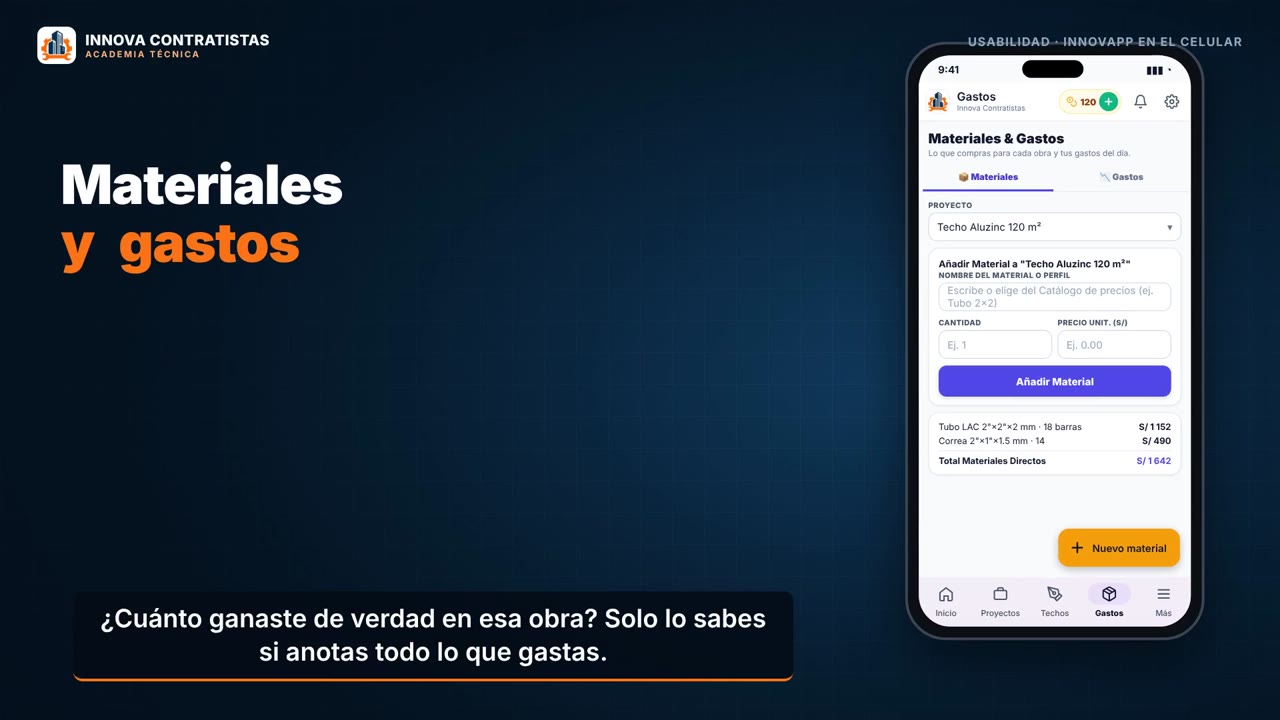 INNOVA CONTRATISTAS
ACADEMIA TÉCNICA
USABILIDAD · INNOVAPP EN EL CELULAR
Materiales
y gastos
¿Cuánto ganaste de verdad en esa obra? Solo lo sabes
si anotas todo lo que gastas.
9:41
Gastos
Innova Contratistas
120
+
Materiales & Gastos
Lo que compras para cada obra y tus gastos del día.
📦 Materiales
📉 Gastos
PROYECTO
Techo Aluzinc 120 m²
Añadir Material a "Techo Aluzinc 120 m²"
NOMBRE DEL MATERIAL O PERFIL
Escribe o elige del Catálogo de precios (ej.
Tubo 2×2)
CANTIDAD
PRECIO UNIT. (S/)
Ej. 1
Ej. 0.00
Añadir Material
Tubo LAC 2"×2"×2 mm · 18 barras S/ 1 152
Correa 2"×1"×1.5 mm · 14 S/ 490
Total Materiales Directos S/ 1 642
+ Nuevo material
Inicio
Proyectos
Techos
Gastos
Más